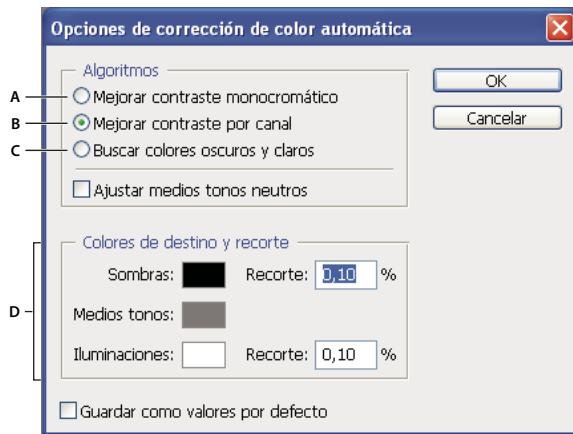 Opciones de corrección de color automática
Algoritmos
OK
A
Mejorar contraste monocromático
B
Mejorar contraste por canal
Cancelar
C
Buscar colores oscuros y claros
Ajustar medios tonos neutros
Colores de destino y recorte
Sombras: Recorte: 0,10 %
D
Medios tonos:
Iluminaciones: Recorte: 0,10 %
Guardar como valores por defecto